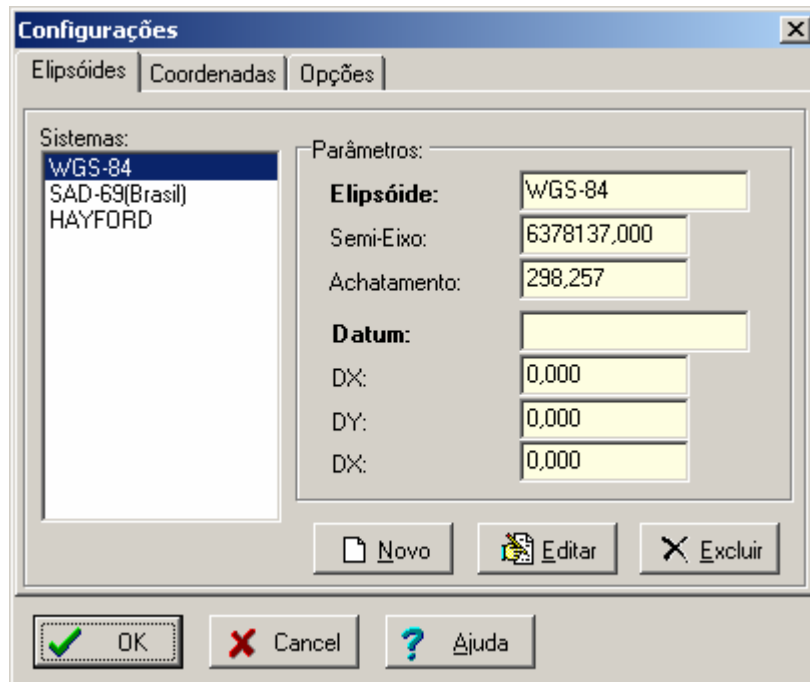 Configurações
Elipsóides Coordenadas Opções
Sistemas:
WGS-84
SAD-69(Brasil)
HAYFORD
Parâmetros:
Elipsóide: WGS-84
Semi-Eixo: 6378137,000
Achatamento: 298,257
Datum:
DX: 0,000
DY: 0,000
DX: 0,000
Novo Editar Excluir
OK Cancel Ajuda